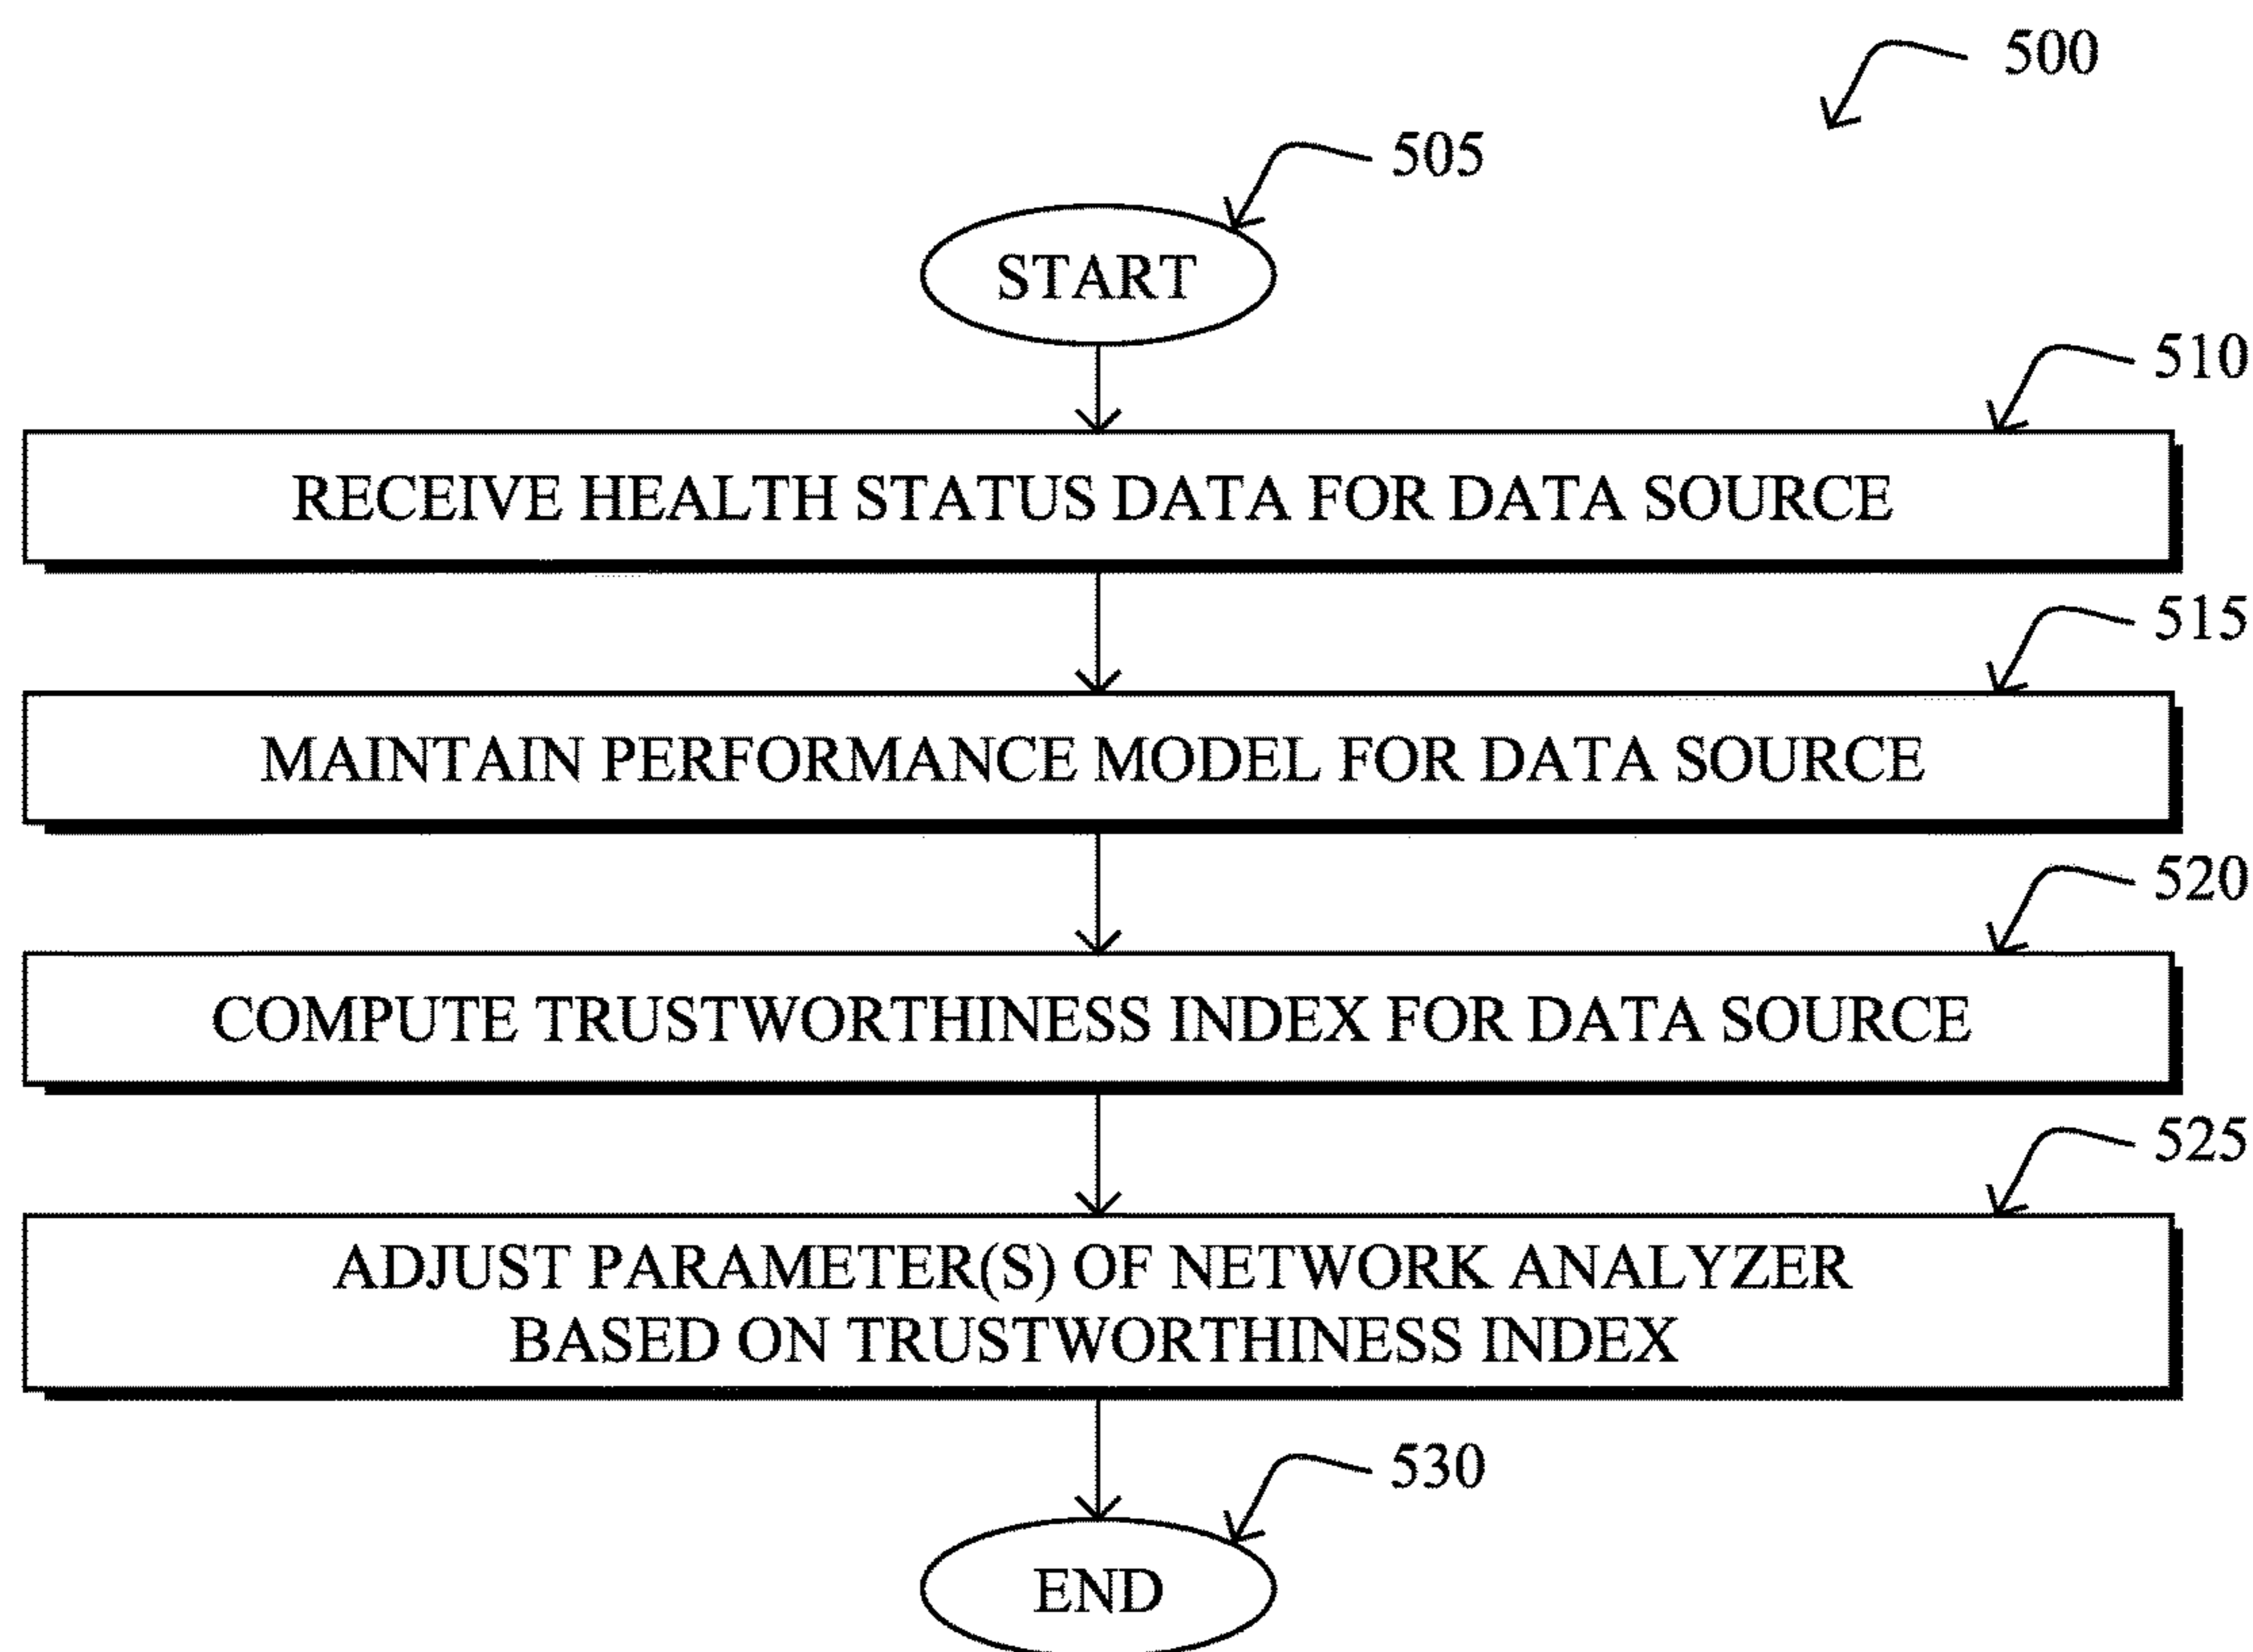 500
505
START
510
RECEIVE HEALTH STATUS DATA FOR DATA SOURCE
515
MAINTAIN PERFORMANCE MODEL FOR DATA SOURCE
520
COMPUTE TRUSTWORTHINESS INDEX FOR DATA SOURCE
525
ADJUST PARAMETER(S) OF NETWORK ANALYZER
BASED ON TRUSTWORTHINESS INDEX
530
END